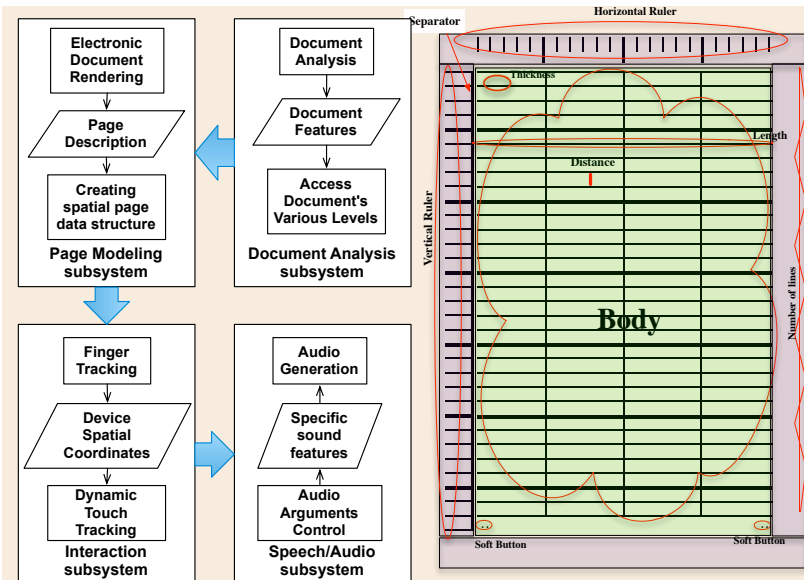 Electronic
Document
Rendering
Page
Description
Creating
spatial page
data structure
Page Modeling
subsystem
Document
Analysis
Document
Features
Access
Document's
Various Levels
Document Analysis
subsystem
Finger
Tracking
Device
Spatial
Coordinates
Dynamic
Touch
Tracking
Interaction
subsystem
Audio
Generation
Specific
sound
features
Audio
Arguments
Control
Speech/Audio
subsystem
Separator
Horizontal Ruler
Thickness
Length
Distance
Vertical Ruler
Body
Number of lines
Soft Button
Soft Button